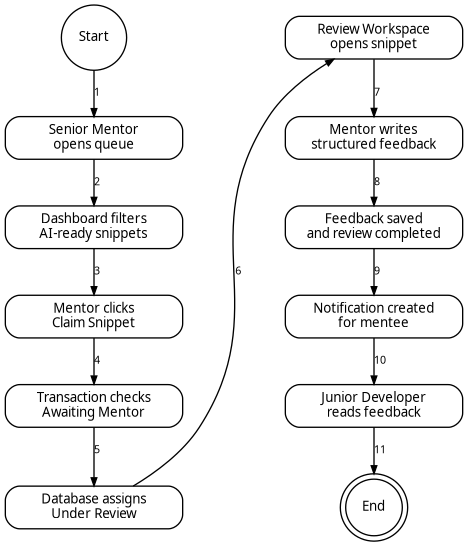 Start
1
Senior Mentor
opens queue
2
Dashboard filters
AI-ready snippets
3
Mentor clicks
Claim Snippet
4
Transaction checks
Awaiting Mentor
5
Database assigns
Under Review
6
Review Workspace
opens snippet
7
Mentor writes
structured feedback
8
Feedback saved
and review completed
9
Notification created
for mentee
10
Junior Developer
reads feedback
11
End